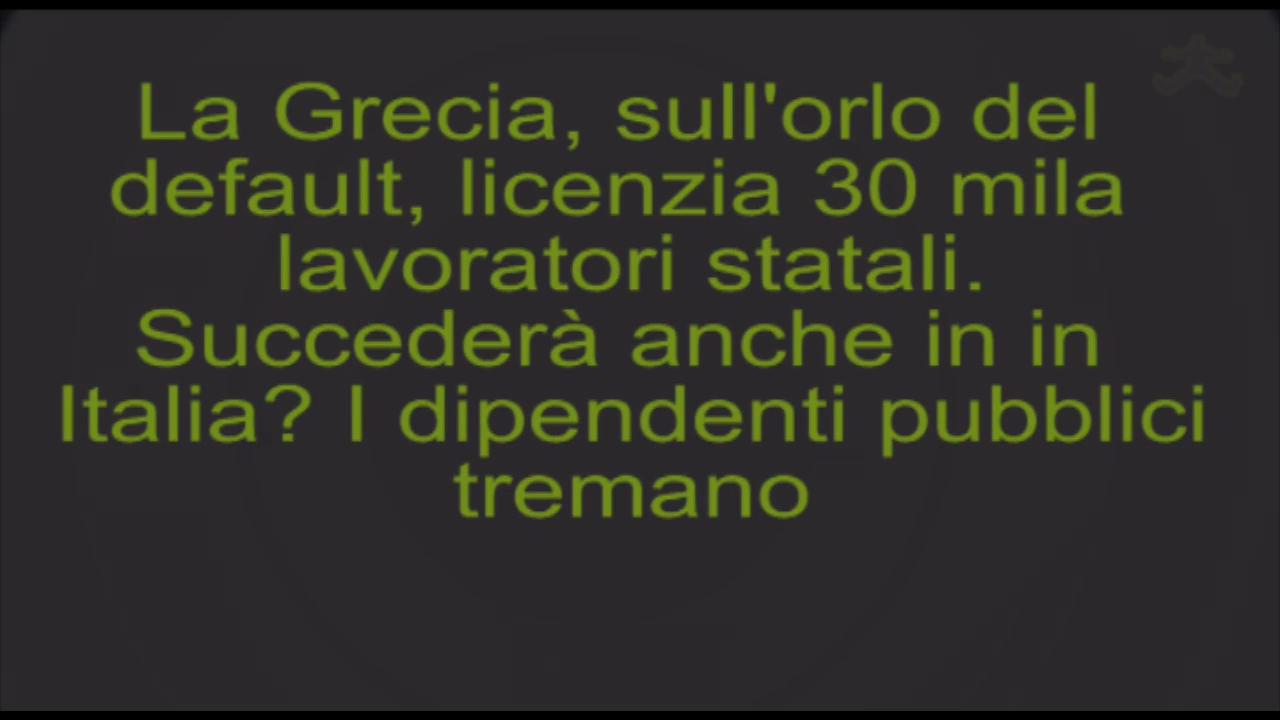 La Grecia, sull'orlo del
default, licenzia 30 mila
lavoratori statali.
Succederà anche in in
Italia? I dipendenti pubblici
tremano